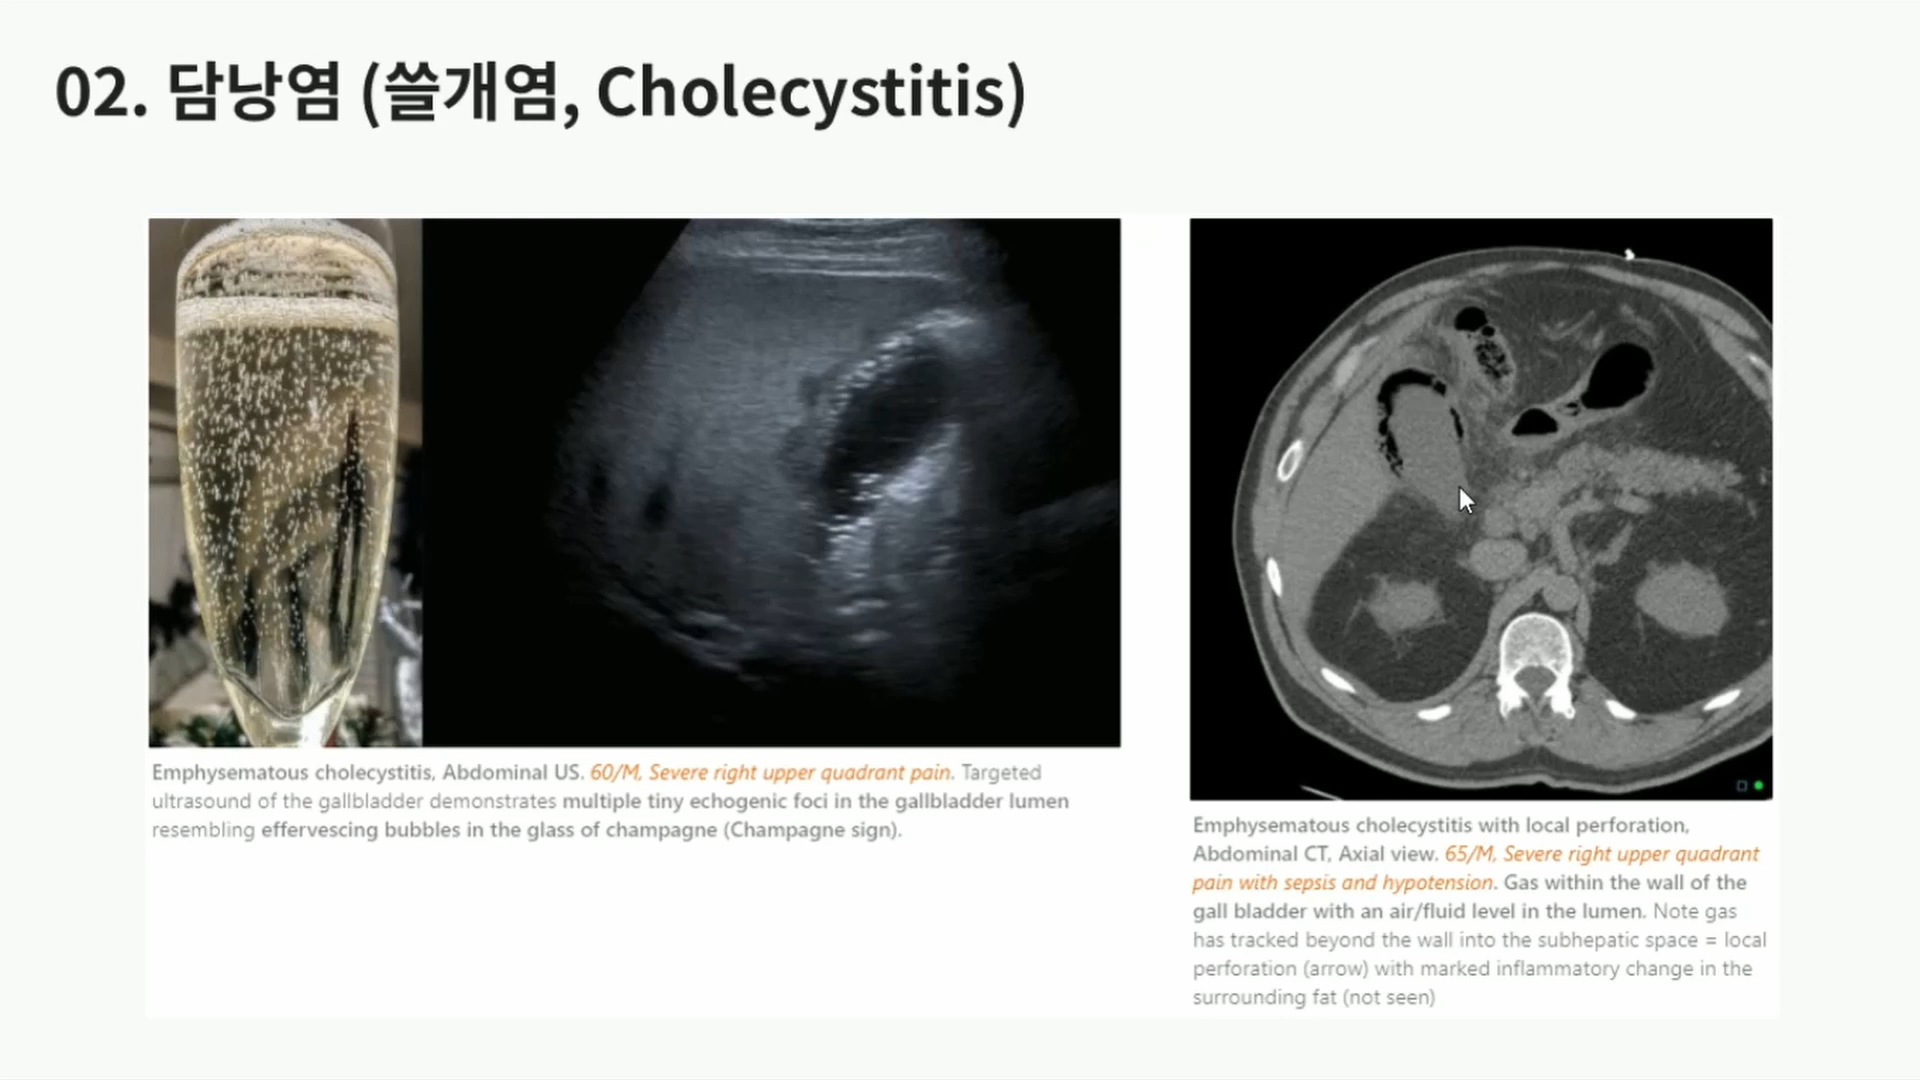 02. 담낭염 (쓸개염, Cholecystitis)
Emphysematous cholecystitis, Abdominal US. 60/M, Severe right upper quadrant pain. Targeted
ultrasound of the gallbladder demonstrates multiple tiny echogenic foci in the gallbladder lumen
resembling effervescing bubbles in the glass of champagne (Champagne sign).
Emphysematous cholecystitis with local perforation,
Abdominal CT, Axial view. 65/M, Severe right upper quadrant
pain with sepsis and hypotension. Gas within the wall of the
gall bladder with an air/fluid level in the lumen. Note gas
has tracked beyond the wall into the subhepatic space = local
perforation (arrow) with marked inflammatory change in the
surrounding fat (not seen)